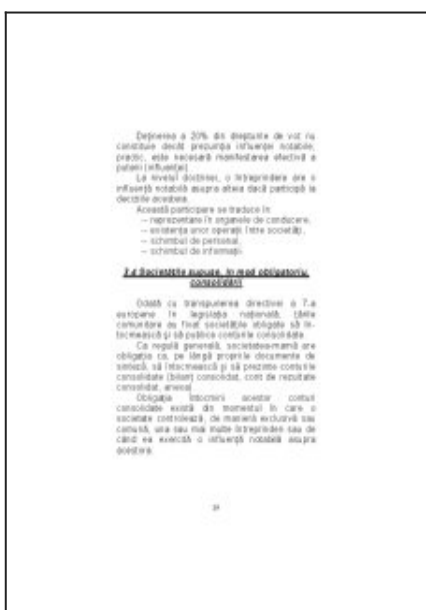 Deţinerea a 20% din drepturile de vot nu
constituie decât prezumţia influenţei notabile;
practic, este necesară manifestarea efectivă a
puterii (influenţei).
La nivelul doctrinei, o întreprindere are o
influenţă notabilă asupra alteia dacă participă la
deciziile acesteia.
Această participare se traduce în:
– reprezentare în organele de conducere,
– existenţa unor operaţii între societăţi,
– schimbul de personal,
– schimbul de informaţii.
Societăţile supuse, în mod obligatoriu,
consolidării
Odată cu transpunerea directivei a 7-a
europene în legislaţia naţională, ţările
comunitare au fixat societăţile obligate să în-
tocmească şi să publice conturile consolidate.
Ca regulă generală, societatea-mamă are
obligaţia ca, pe lângă propriile documente de
sinteză, să întocmească şi să prezinte conturile
consolidate (bilanţ consolidat, cont de rezultate
consolidat, anexa).
Obligaţia întocmirii acestor conturi
consolidate există din momentul în care o
societate controlează, de manieră exclusivă sau
comună, una sau mai multe întreprinderi sau de
când ea exercită o influenţă notabilă asupra
acestora.